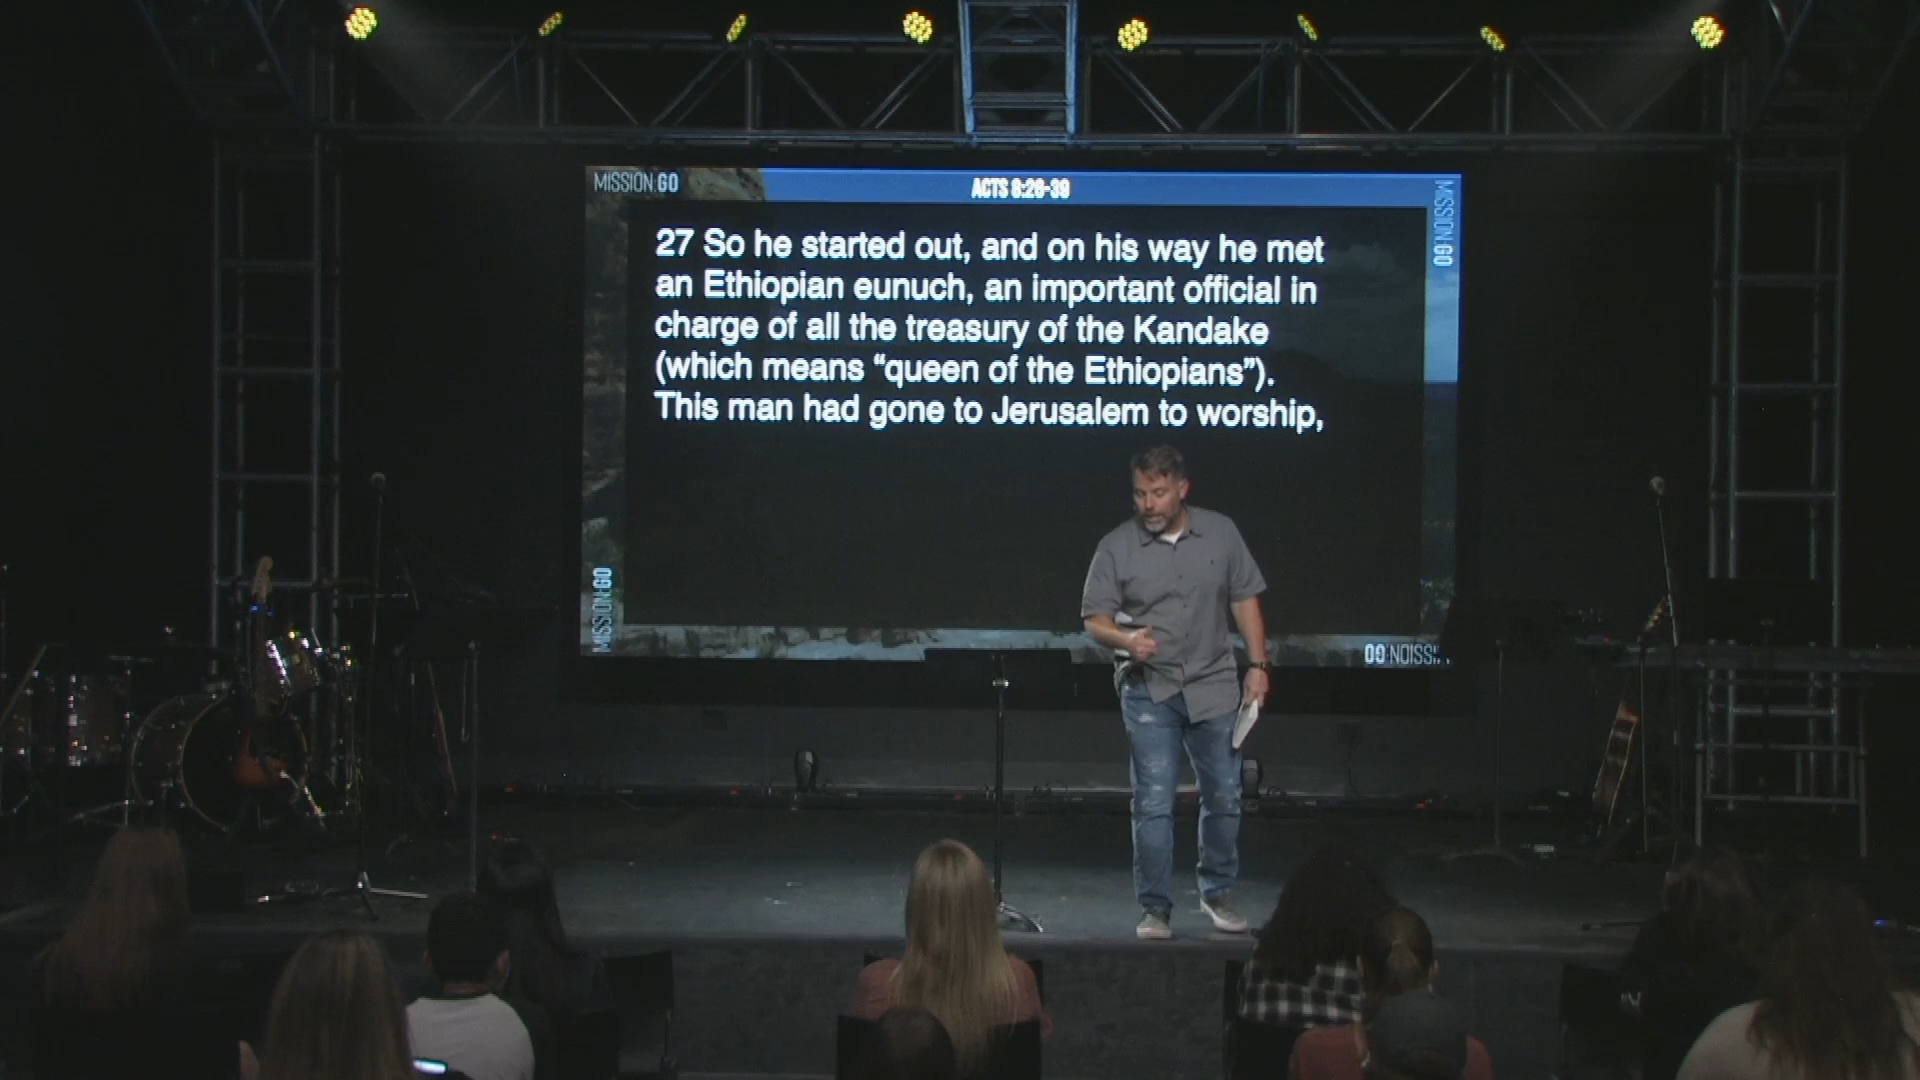 MISSION:GO
ACTS 8:26-39
MISSION:GO
27 So he started out, and on his way he met
an Ethiopian eunuch, an important official in
charge of all the treasury of the Kandake
(which means “queen of the Ethiopians”).
This man had gone to Jerusalem to worship,
MISSION:GO
MISSION:GO